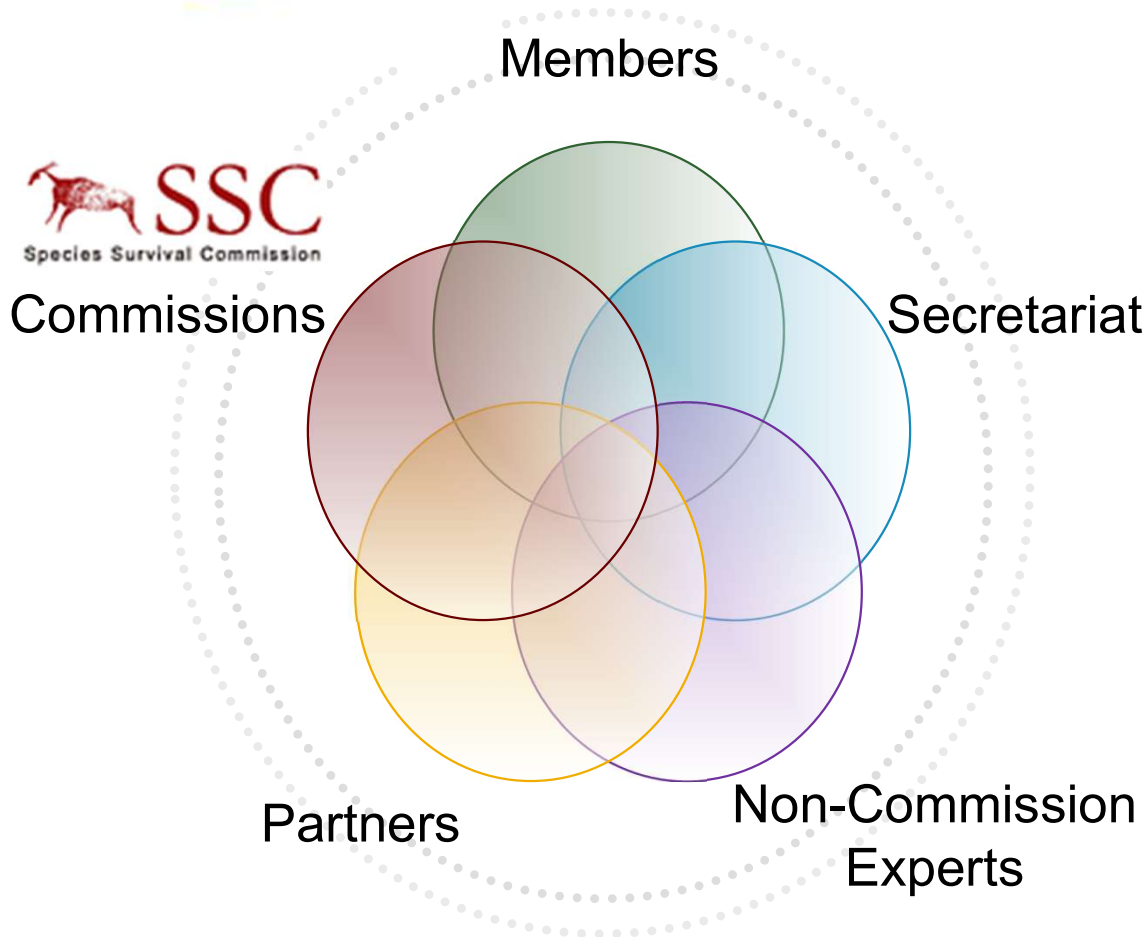 Members
SSC
Species Survival Commission
Commissions
Secretariat
Partners
Non-Commission
Experts